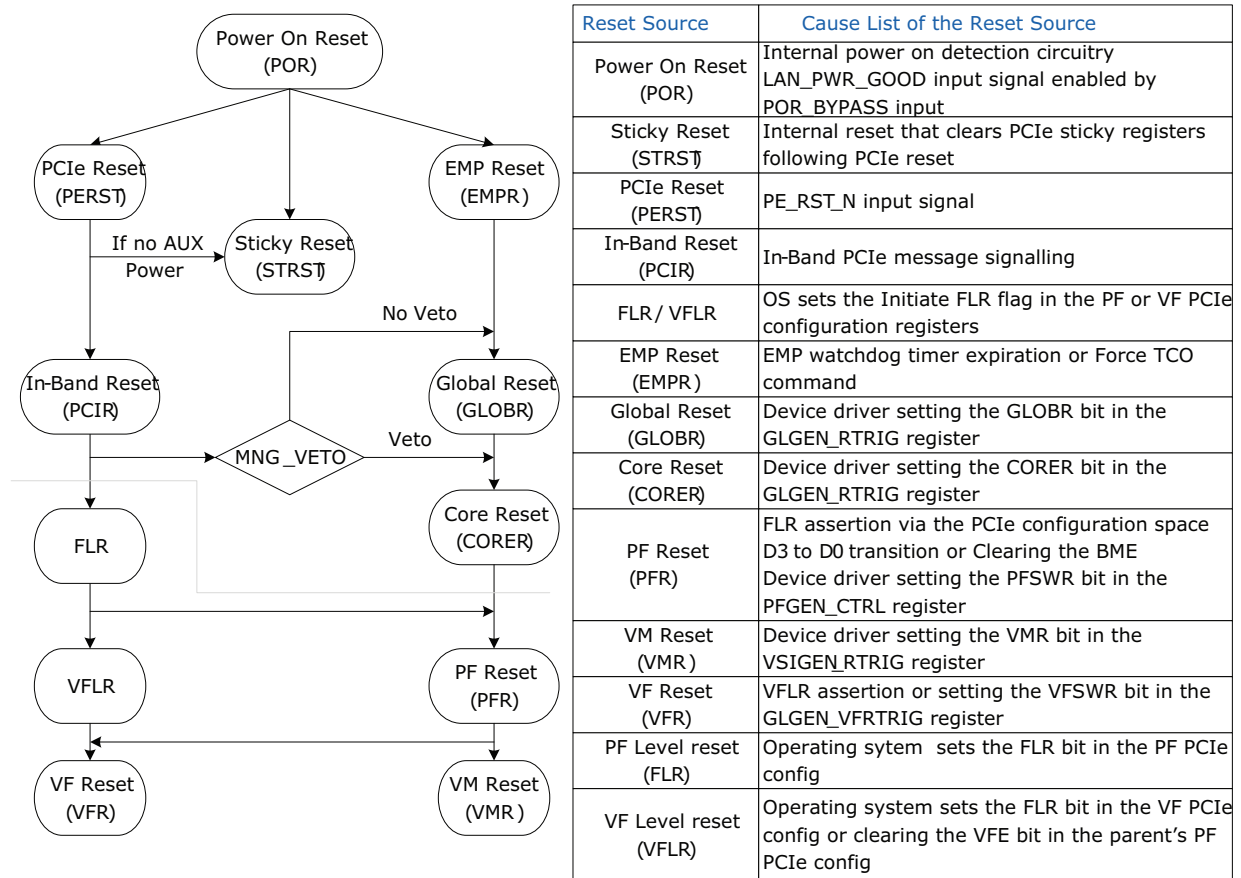 Power On Reset
(POR)
PCIe Reset
(PERST)
EMP Reset
(EMPR)
If no AUX
Power
Sticky Reset
(STRST)
No Veto
In-Band Reset
(PCIR)
Global Reset
(GLOBR)
MNG_VETO
Veto
Core Reset
(CORER)
FLR
VFLR
PF Reset
(PFR)
VF Reset
(VFR)
VM Reset
(VMR)
Reset Source
Cause List of the Reset Source
Power On Reset
(POR)
Internal power on detection circuitry
LAN_PWR_GOOD input signal enabled by
POR_BYPASS input
Sticky Reset
(STRST)
Internal reset that clears PCIe sticky registers
following PCIe reset
PCIe Reset
(PERST)
PE_RST_N input signal
In-Band Reset
(PCIR)
In-Band PCIe message signalling
FLR/ VFLR
OS sets the Initiate FLR flag in the PF or VF PCIe
configuration registers
EMP Reset
(EMPR)
EMP watchdog timer expiration or Force TCO
command
Global Reset
(GLOBR)
Device driver setting the GLOBR bit in the
GLGEN_RTRIG register
Core Reset
(CORER)
Device driver setting the CORER bit in the
GLGEN_RTRIG register
PF Reset
(PFR)
FLR assertion via the PCIe configuration space
D3 to D0 transition or Clearing the BME
Device driver setting the PFSWR bit in the
PFGEN_CTRL register
VM Reset
(VMR)
Device driver setting the VMR bit in the
VSIGEN_RTRIG register
VF Reset
(VFR)
VFLR assertion or setting the VFSWR bit in the
GLGEN_VFRTRIG register
PF Level reset
(FLR)
Operating sytem sets the FLR bit in the PF PCIe
config
VF Level reset
(VFLR)
Operating system sets the FLR bit in the VF PCIe
config or clearing the VFE bit in the parent's PF
PCIe config